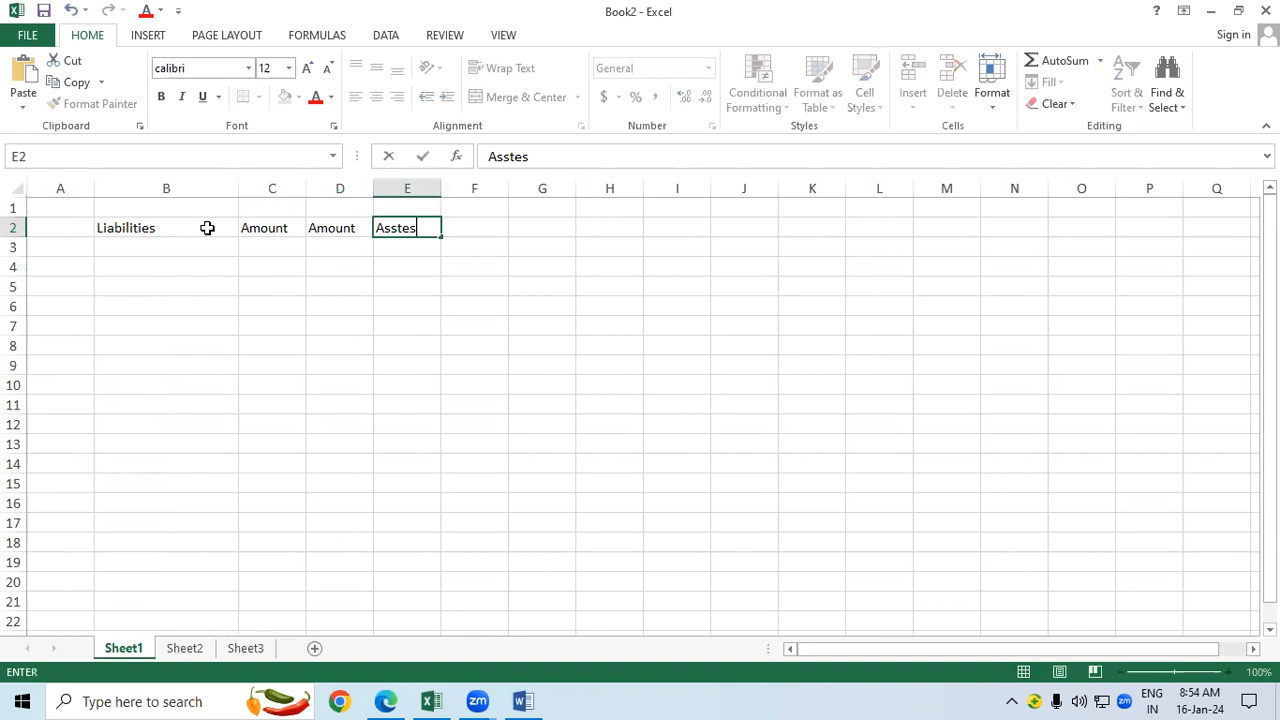 Book2 - Excel
?
FILE HOME INSERT PAGE LAYOUT FORMULAS DATA REVIEW VIEW Sign in
Paste
Cut
Copy
Format Painter
Clipboard
calibri 12
B I U
Font
Wrap Text
Merge & Center
Alignment
General
$ % ,
Number
Conditional Formatting
Format as Table
Cell Styles
Styles
Insert Delete Format
Cells
AutoSum
Fill
Clear
Sort & Filter
Find & Select
Editing
E2 fx Asstes
A B C D E F G H I J K L M N O P Q
1
2 Liabilities Amount Amount Asstes
3
4
5
6
7
8
9
10
11
12
13
14
15
16
17
18
19
20
21
22
Sheet1 Sheet2 Sheet3
ENTER 100%
Type here to search
zm
ENG
IN
8:54 AM
16-Jan-24